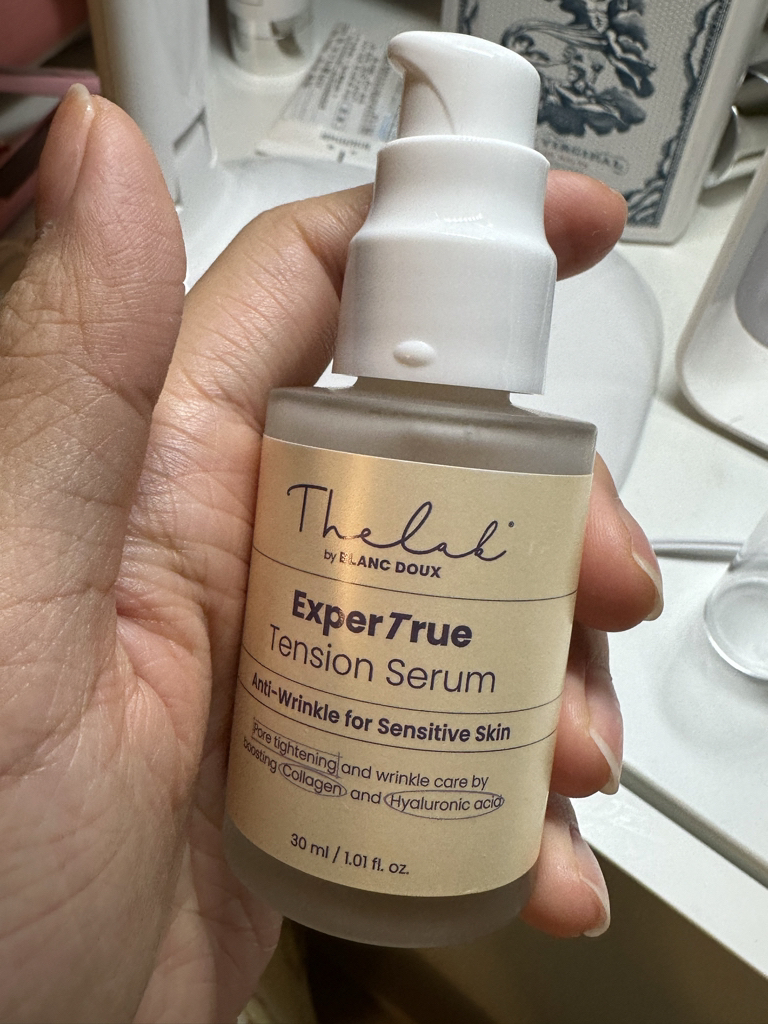 VIRGINAL
Thelab
by BLANC DOUX
ExperTrue
Tension Serum
Anti-Wrinkle for Sensitive Skin
Pore tightening and wrinkle care by
boosting Collagen and Hyaluronic acid
30 ml / 1.01 fl. oz.